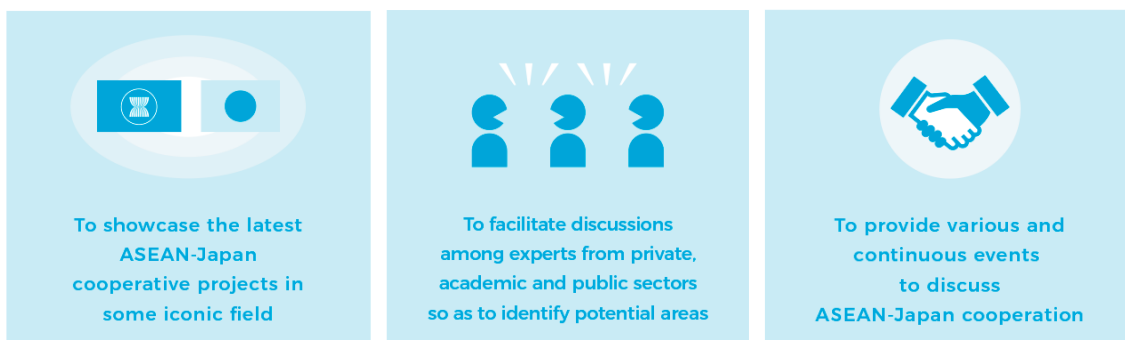 To showcase the latest
ASEAN-Japan
cooperative projects in
some iconic field
To facilitate discussions
among experts from private,
academic and public sectors
so as to identify potential areas
To provide various and
continuous events
to discuss
ASEAN-Japan cooperation